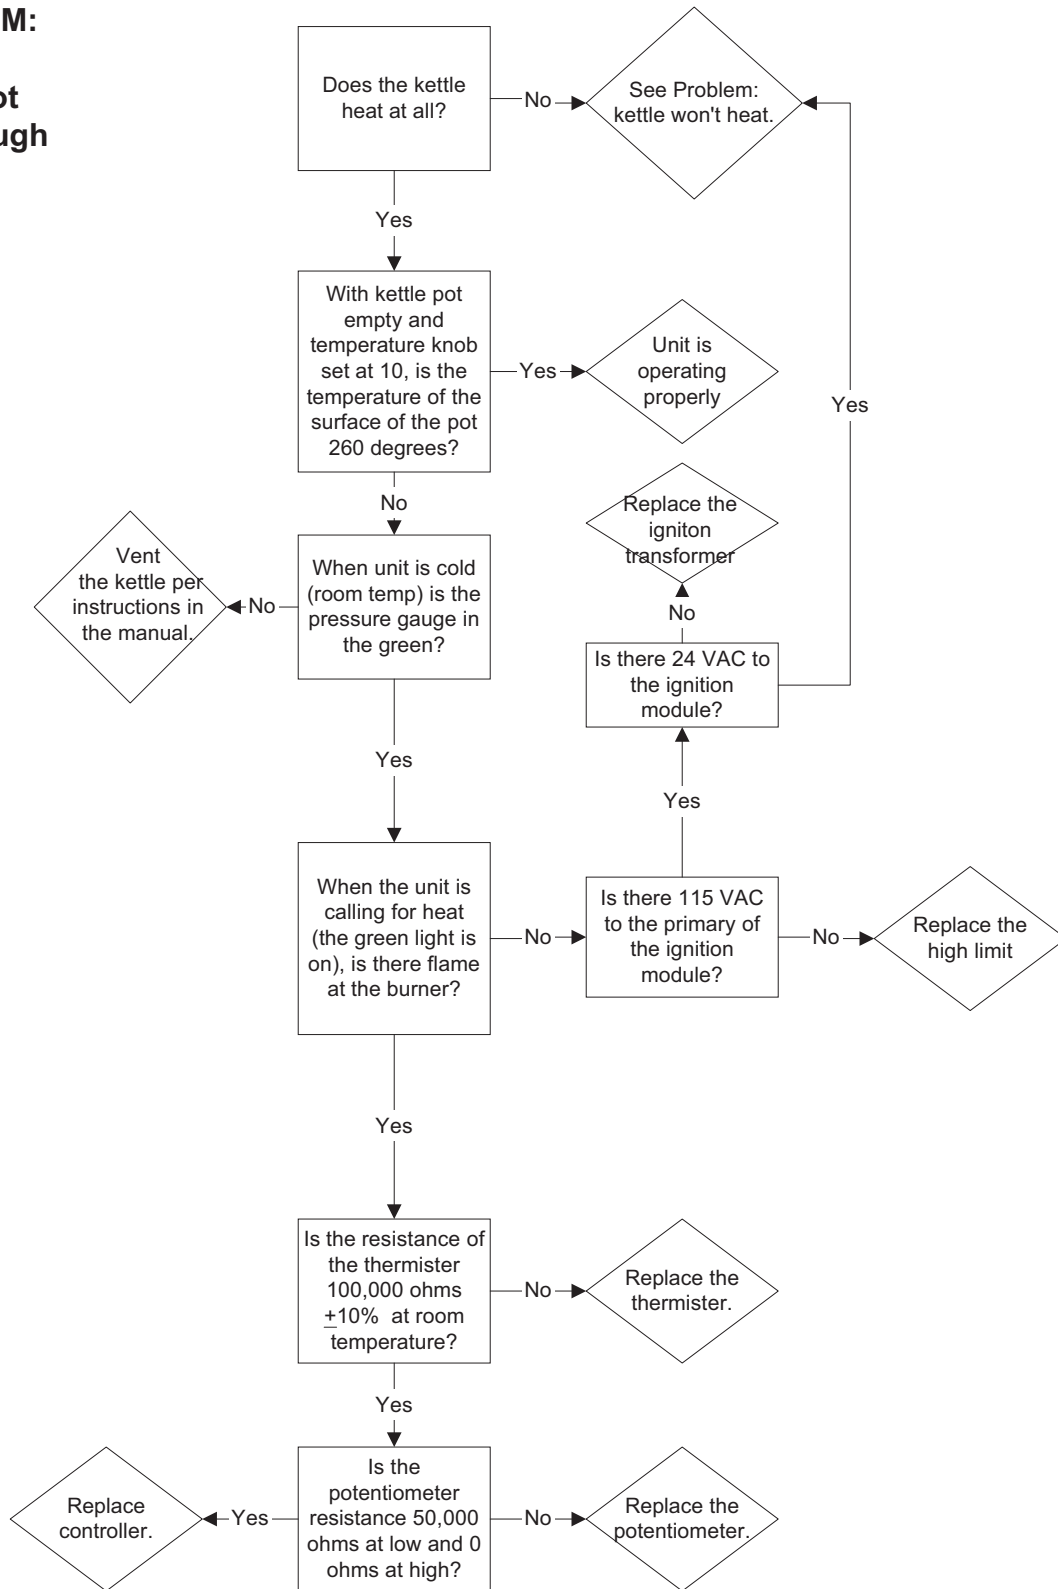 M:
ot
ugh
Does the kettle
heat at all?
No
See Problem:
kettle won't heat.
Yes
With kettle pot
empty and
temperature knob
set at 10, is the
temperature of the
surface of the pot
260 degrees?
Yes
Unit is
operating
properly
Yes
No
Replace the
igniton
transformer
Vent
the kettle per
instructions in
the manual.
No
When unit is cold
(room temp) is the
pressure gauge in
the green?
No
Is there 24 VAC to
the ignition
module?
Yes
Yes
When the unit is
calling for heat
(the green light is
on), is there flame
at the burner?
No
Is there 115 VAC
to the primary of
the ignition
module?
No
Replace the
high limit
Yes
Is the resistance of
the thermister
100,000 ohms
±10% at room
temperature?
No
Replace the
thermister.
Yes
Replace
controller.
Yes
Is the
potentiometer
resistance 50,000
ohms at low and 0
ohms at high?
No
Replace the
potentiometer.